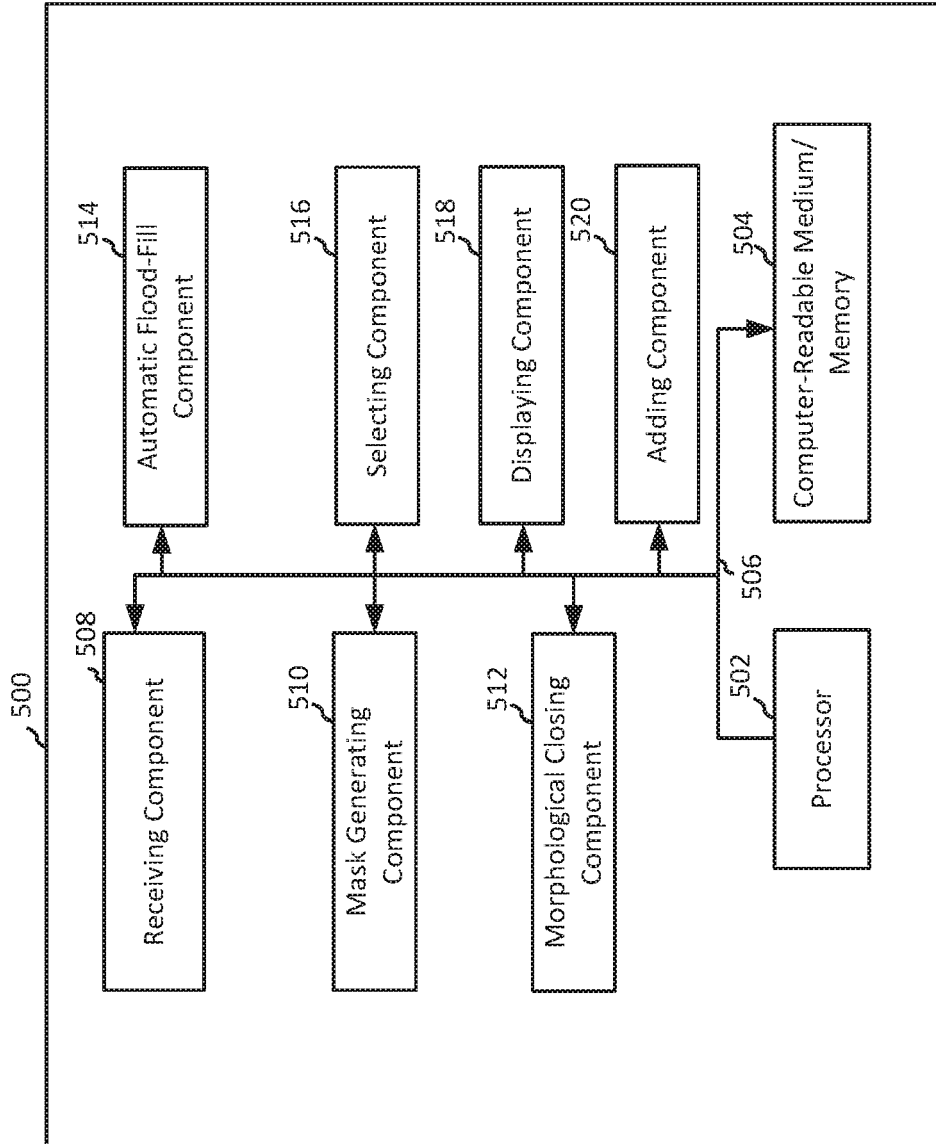 500
508
Receiving Component
510
Mask Generating
Component
512
Morphological Closing
Component
502
Processor
514
Automatic Flood-Fill
Component
516
Selecting Component
518
Displaying Component
520
Adding Component
506
504
Computer-Readable Medium/
Memory